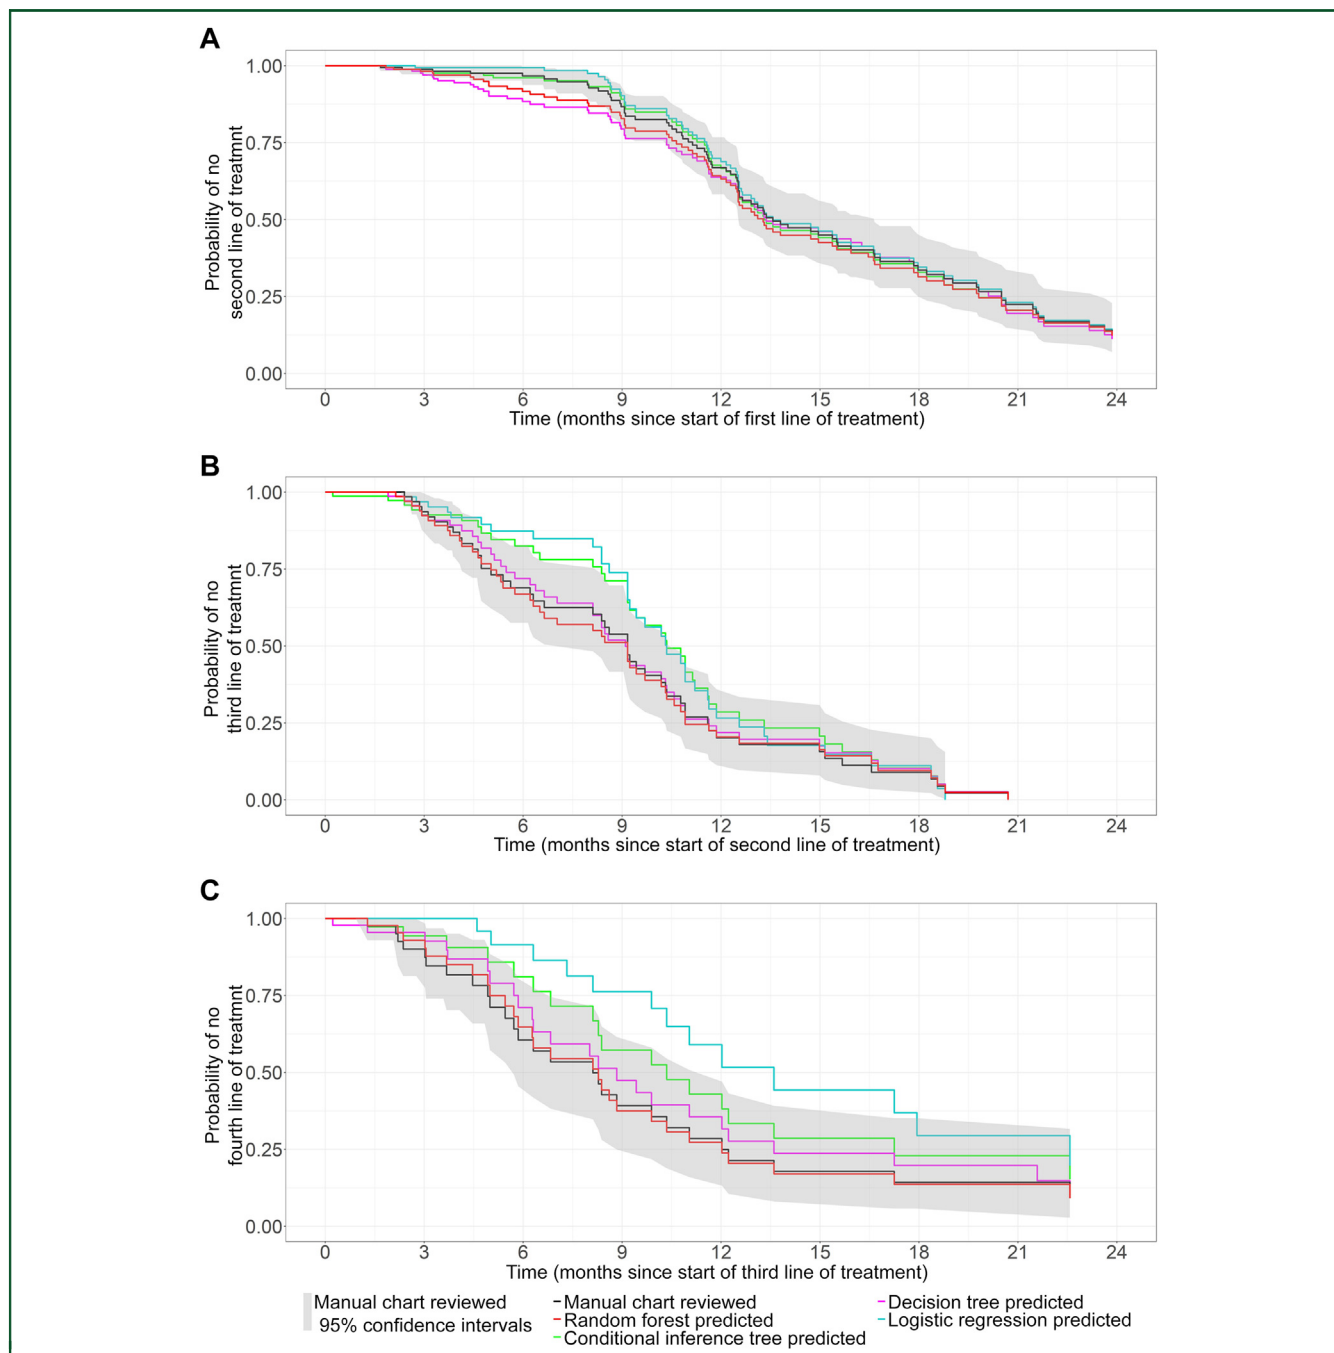 A
1.00
0.75
0.50
0.25
0.00
Probability of no
second line of treatmnt
0 3 6 9 12 15 18 21 24
Time (months since start of first line of treatment)
B
1.00
0.75
0.50
0.25
0.00
Probability of no
third line of treatmnt
0 3 6 9 12 15 18 21 24
Time (months since start of second line of treatment)
C
1.00
0.75
0.50
0.25
0.00
Probability of no
fourth line of treatmnt
0 3 6 9 12 15 18 21 24
Time (months since start of third line of treatment)
Manual chart reviewed
95% confidence intervals
Manual chart reviewed
Random forest predicted
Conditional inference tree predicted
Decision tree predicted
Logistic regression predicted